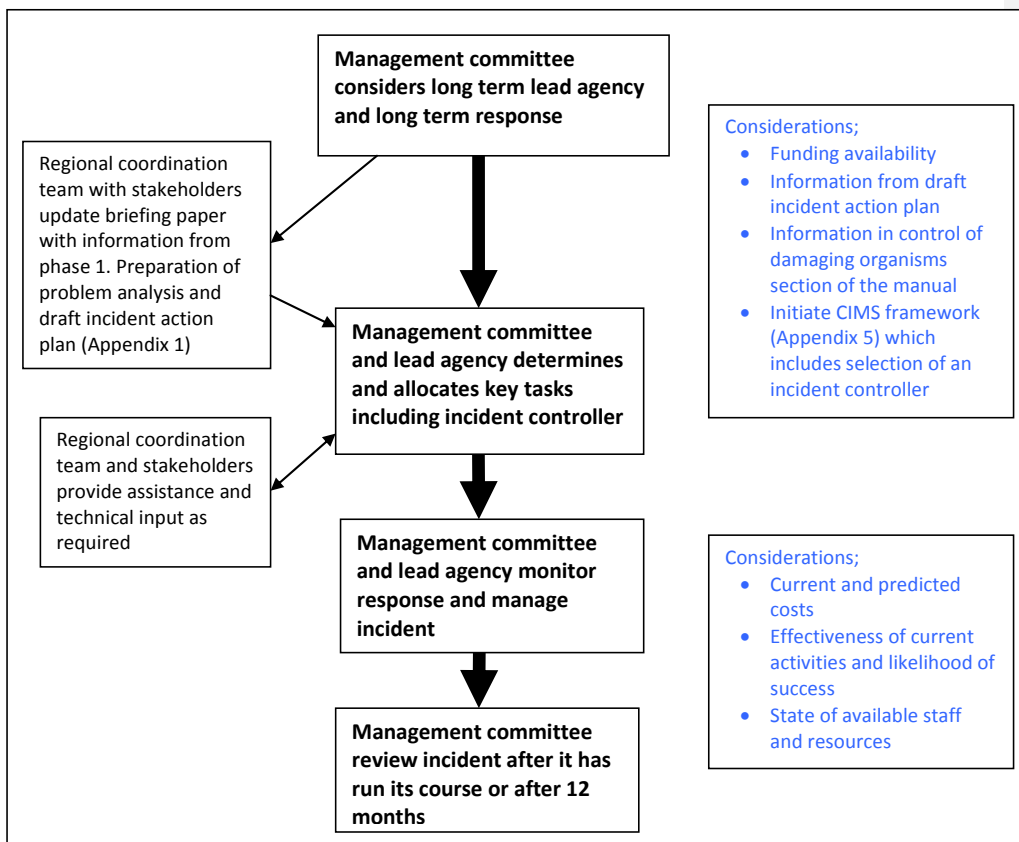 Management committee
considers long term lead agency
and long term response
Considerations;
• Funding availability
• Information from draft
incident action plan
• Information in control of
damaging organisms
section of the manual
• Initiate CIMS framework
(Appendix 5) which
includes selection of an
incident controller
Regional coordination
team with stakeholders
update briefing paper
with information from
phase 1. Preparation of
problem analysis and
draft incident action
plan (Appendix 1)
Management committee
and lead agency determines
and allocates key tasks
including incident controller
Regional coordination
team and stakeholders
provide assistance and
technical input as
required
Management committee
and lead agency monitor
response and manage
incident
Considerations;
• Current and predicted
costs
• Effectiveness of current
activities and likelihood of
success
• State of available staff
and resources
Management committee
review incident after it has
run its course or after 12
months